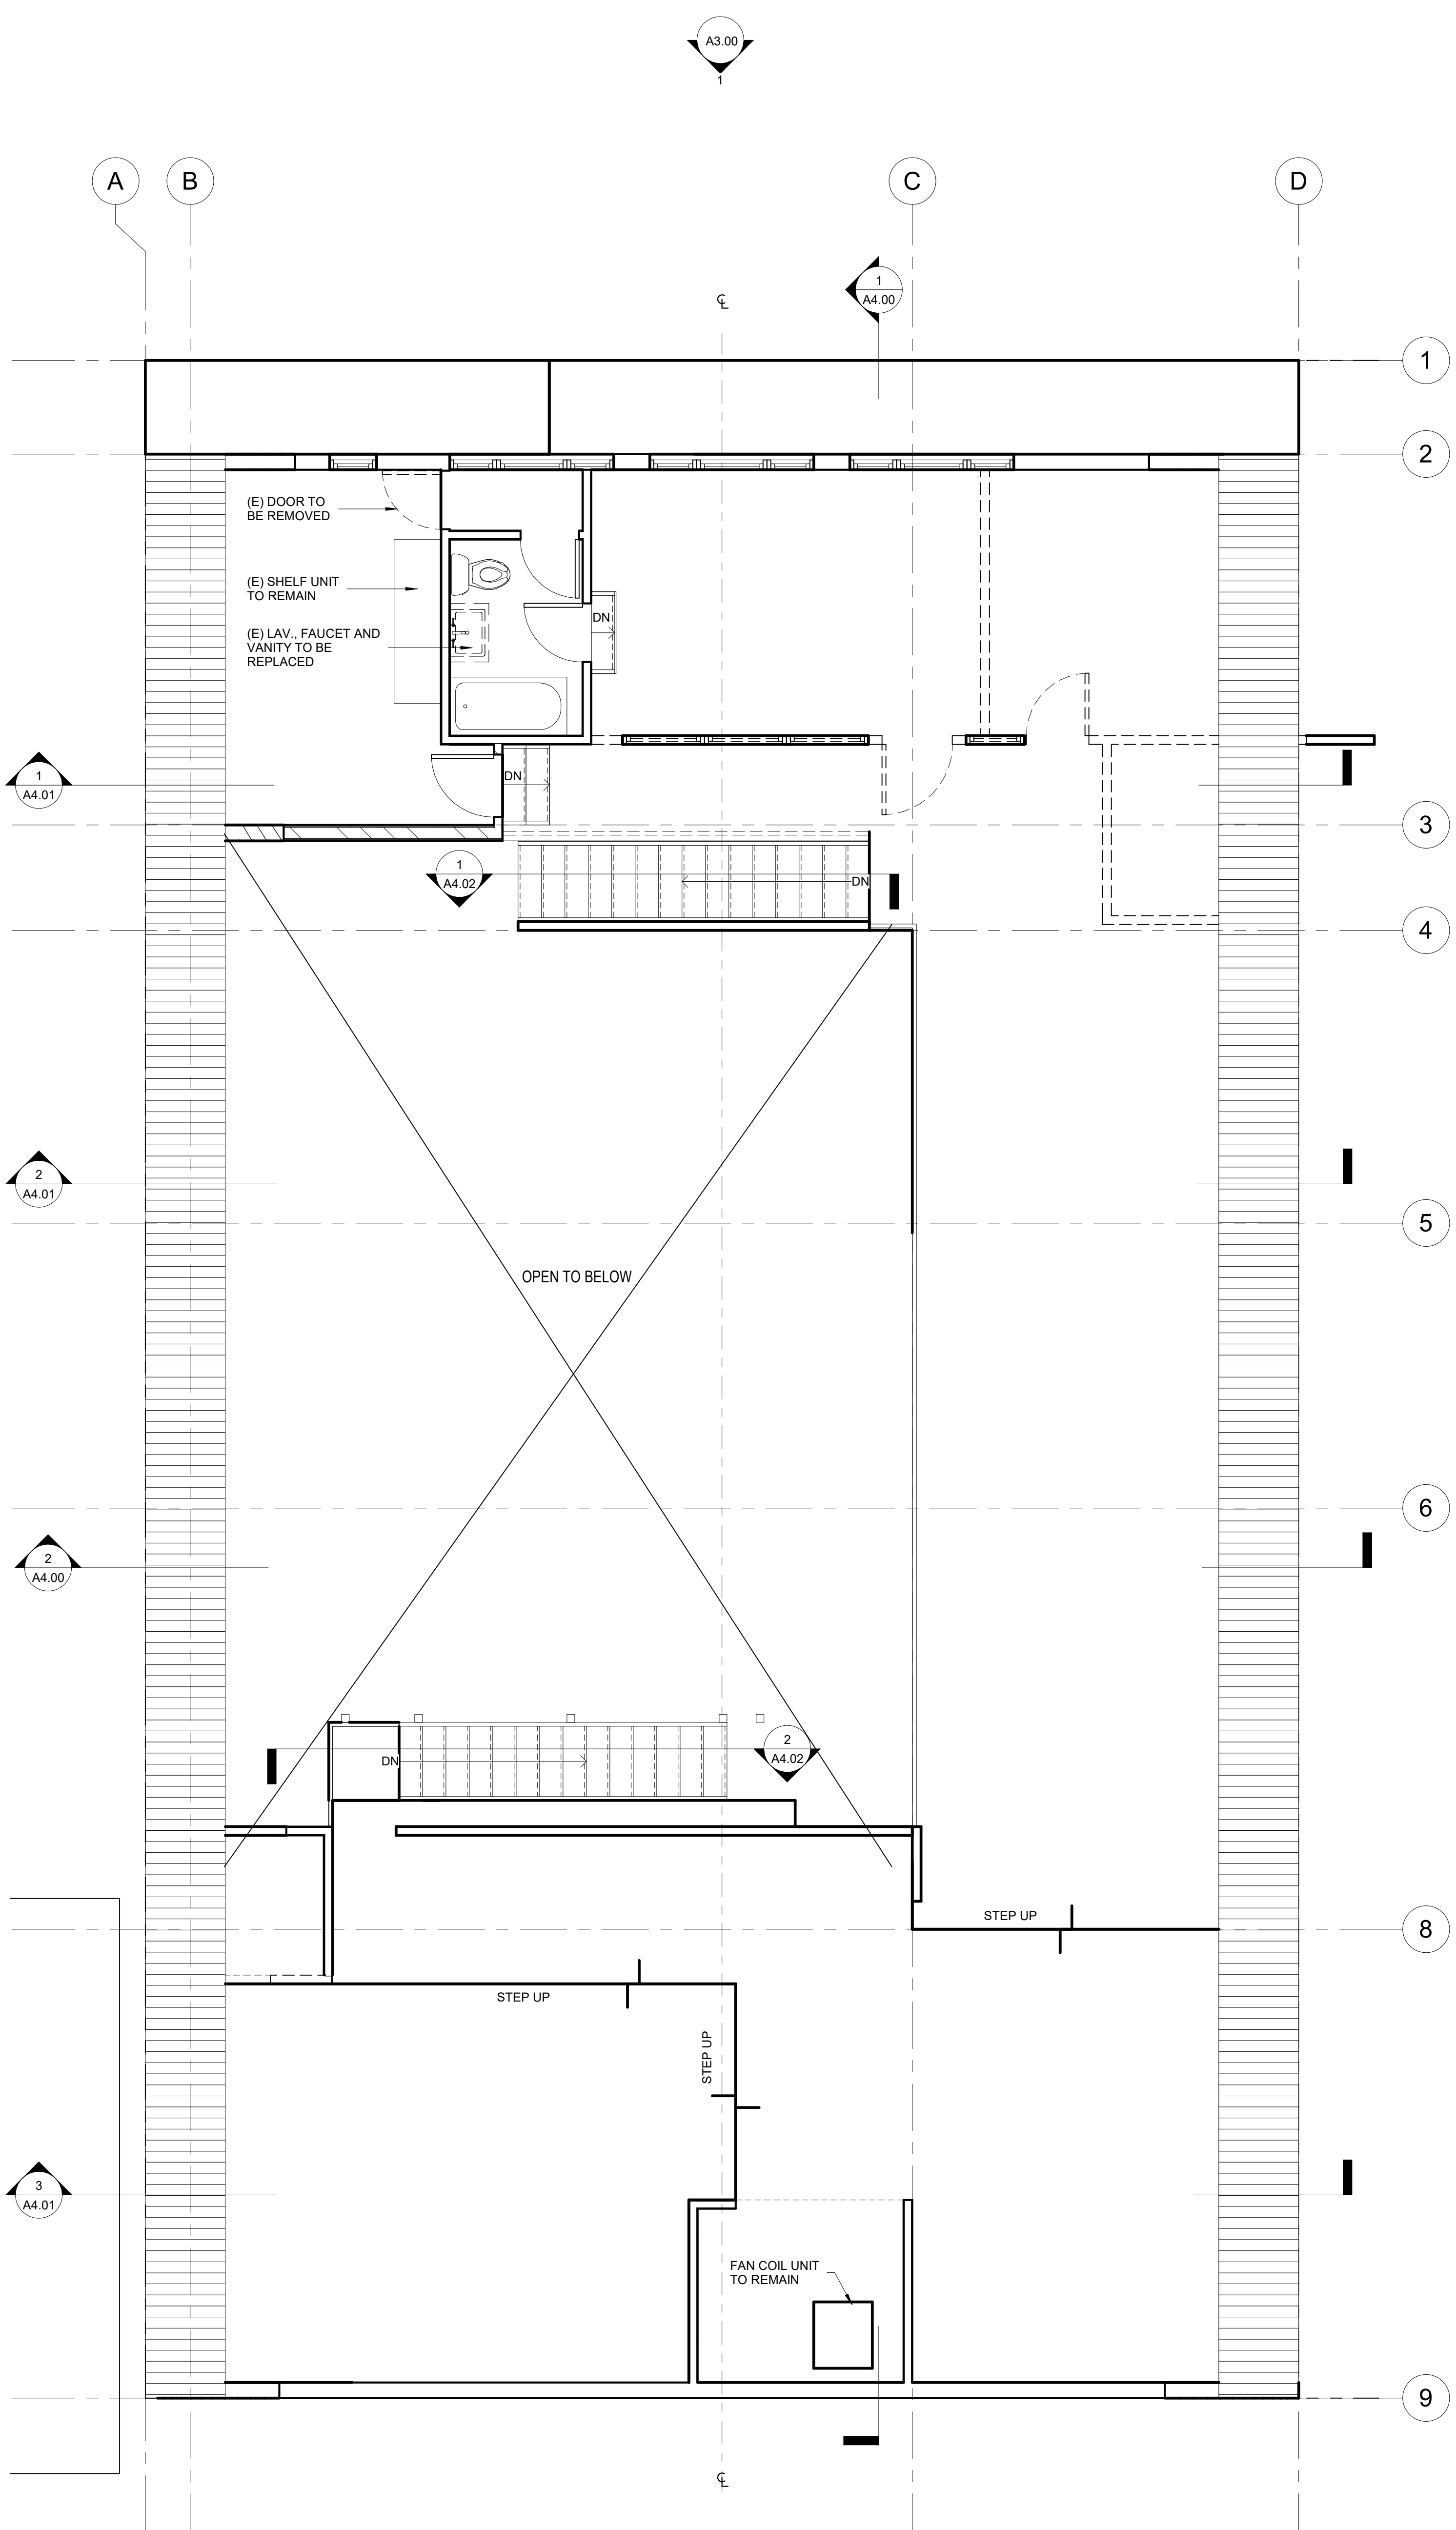 A3.00
1
A
B
C
D
1
A4.00
℄
1
2
(E) DOOR TO
BE REMOVED
(E) SHELF UNIT
TO REMAIN
(E) LAV., FAUCET AND
VANITY TO BE
REPLACED
DN
DN
1
A4.01
3
1
A4.02
DN
4
2
A4.01
5
OPEN TO BELOW
6
2
A4.00
DN
2
A4.02
STEP UP
8
STEP UP
STEP UP
3
A4.01
FAN COIL UNIT
TO REMAIN
9
℄